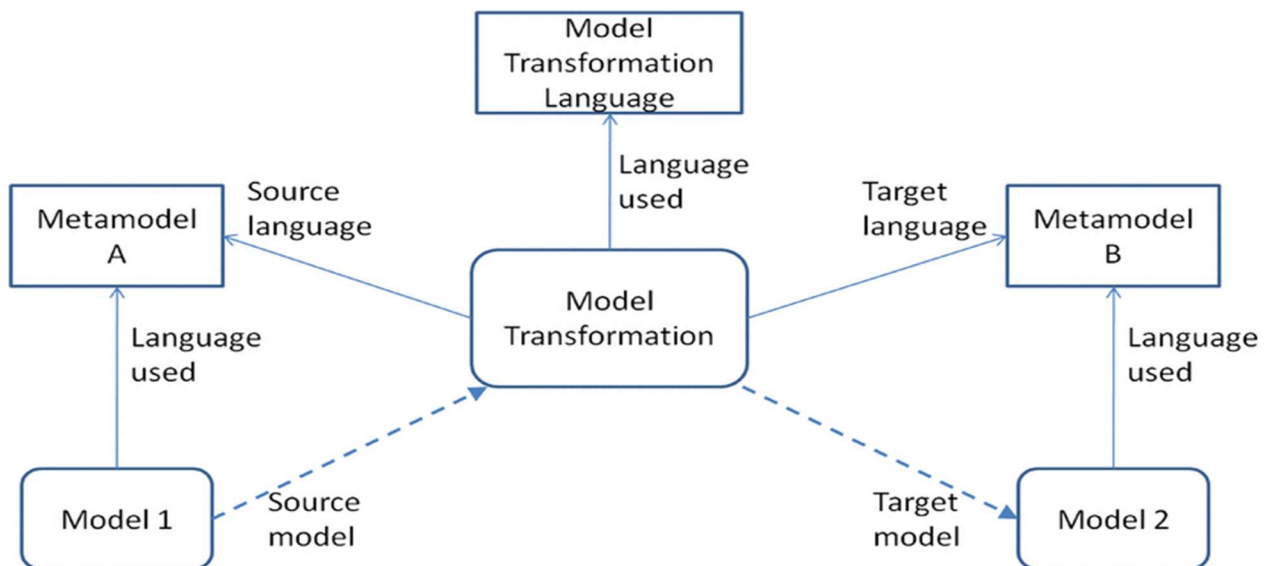 Model
Transformation
Language
Language
used
Source
language
Target
language
Metamodel
A
Metamodel
B
Model
Transformation
Language
used
Language
used
Model 1
Source
model
Target
model
Model 2